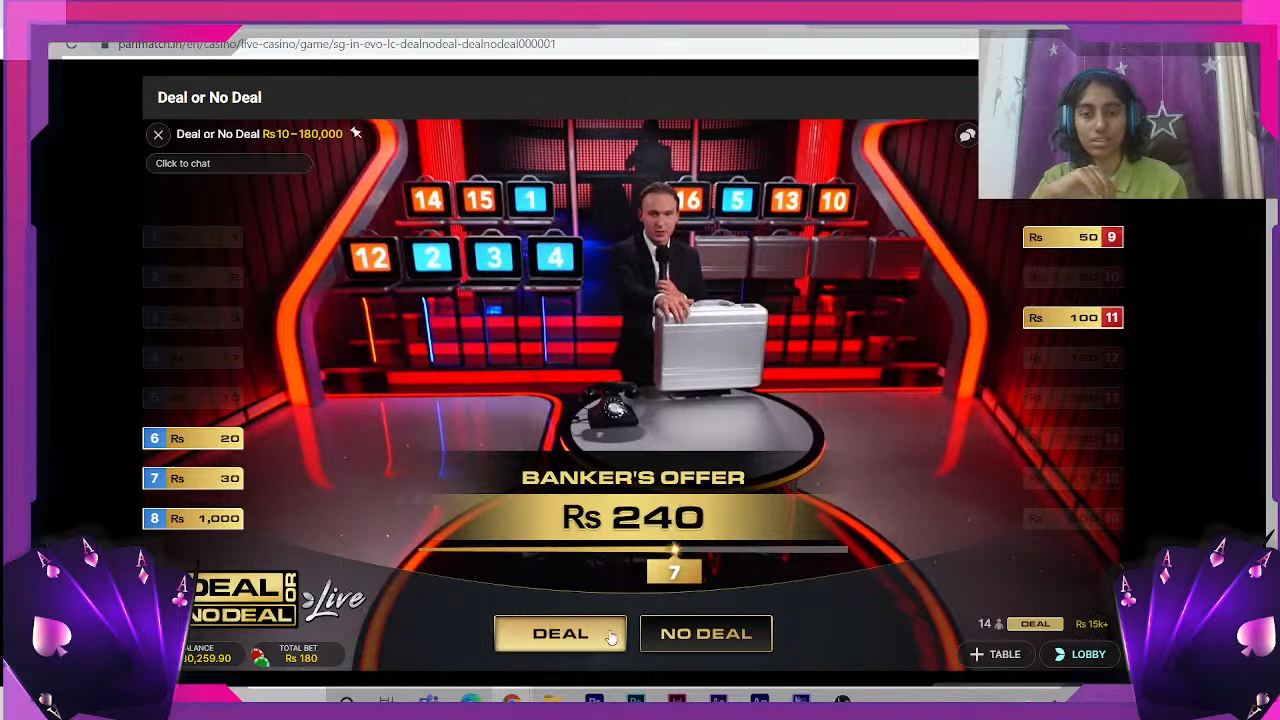 parimatch.in/en/casino/live-casino/game/sg-in-evo-lc-dealnodeal-dealnodeal000001
Deal or No Deal
Deal or No Deal Rs10–180,000
Click to chat
14 15 1 16 5 13 10
12 2 3 4
Rs 50 9
10
Rs 100 11
12
14
6 Rs 20
7 Rs 30
8 Rs 1,000
BANKER'S OFFER
Rs 240
7
DEAL
NO DEAL
DEAL OR NO DEAL Live
BALANCE
TOTAL BET
Rs 180
14 DEAL Rs 15k+
TABLE
LOBBY